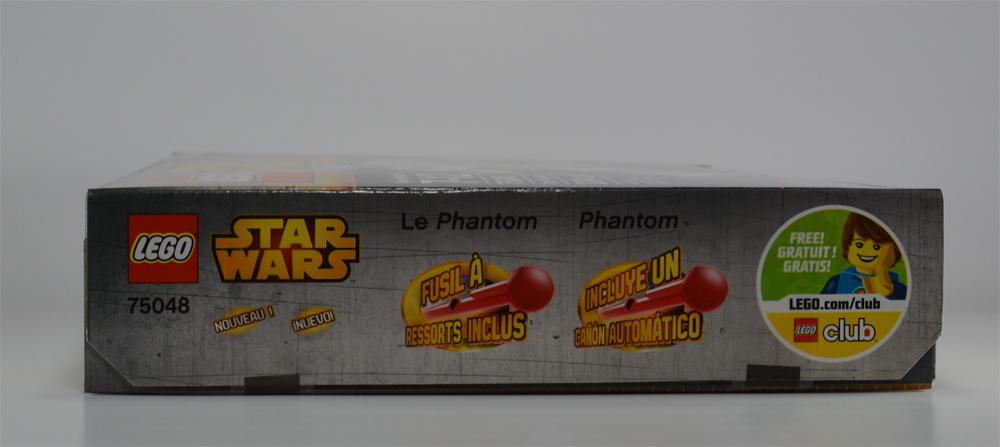 LEGO
STAR
WARS
75048
NOUVEAU !
¡NUEVO!
Le Phantom
FUSIL À
RESSORTS INCLUS
Phantom
INCLUYE UN
CAÑÓN AUTOMÁTICO
FREE!
GRATUIT !
GRATIS!
LEGO.com/club
LEGO club